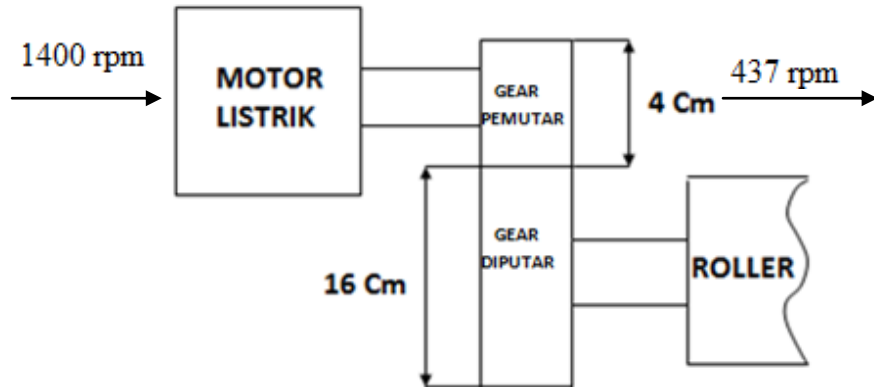 1400 rpm
MOTOR
LISTRIK
GEAR
PEMUTAR
4 Cm
437 rpm
GEAR
DIPUTAR
16 Cm
ROLLER